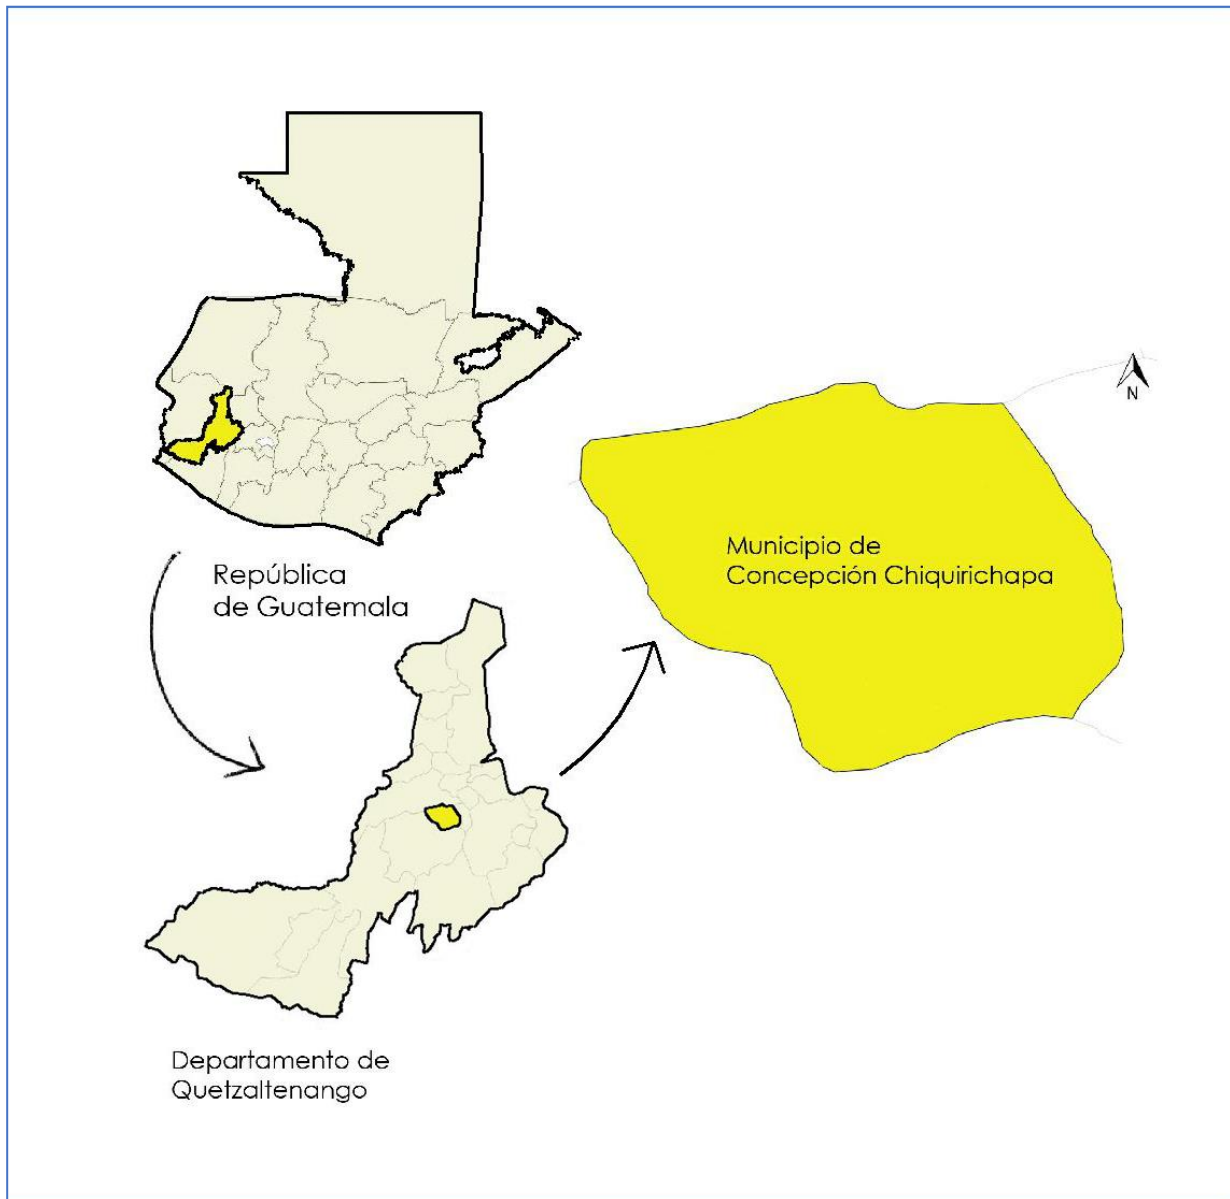 República
de Guatemala
Municipio de
Concepción Chiquirichapa
N
Departamento de
Quetzaltenango